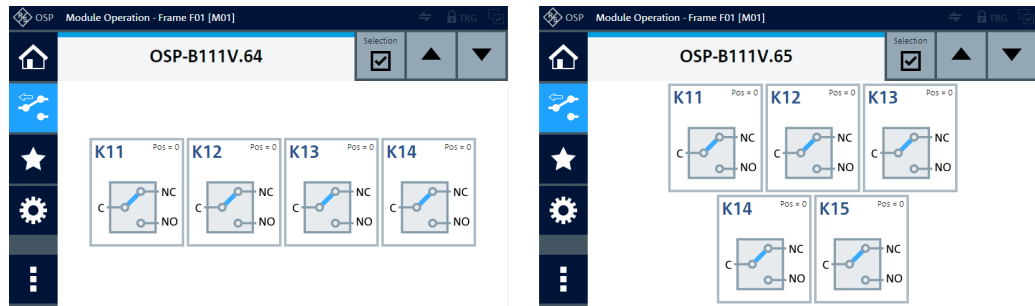 OSP Module Operation - Frame F01 [M01] TRG
OSP-B111V.64
Selection
K11 Pos = 0 K12 Pos = 0 K13 Pos = 0 K14 Pos = 0
NC NC NC NC
C C C C
NO NO NO NO
OSP Module Operation - Frame F01 [M01] TRG
OSP-B111V.65
Selection
K11 Pos = 0 K12 Pos = 0 K13 Pos = 0
NC NC NC
C C C
NO NO NO
K14 Pos = 0 K15 Pos = 0
NC NC
C C
NO NO